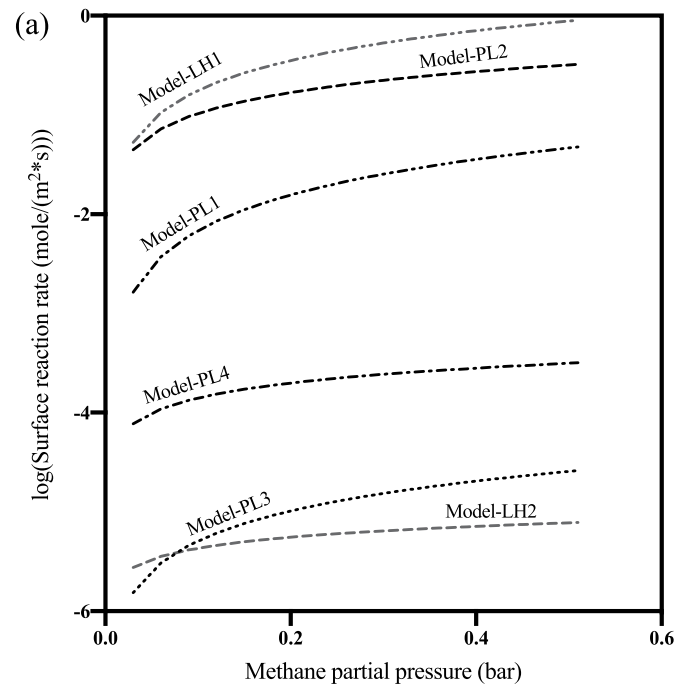 (a)
0
-2
-4
-6
0.0
0.2
0.4
0.6
log(Surface reaction rate (mole/(m²*s)))
Methane partial pressure (bar)
Model-LH1
Model-PL2
Model-PL1
Model-PL4
Model-PL3
Model-LH2